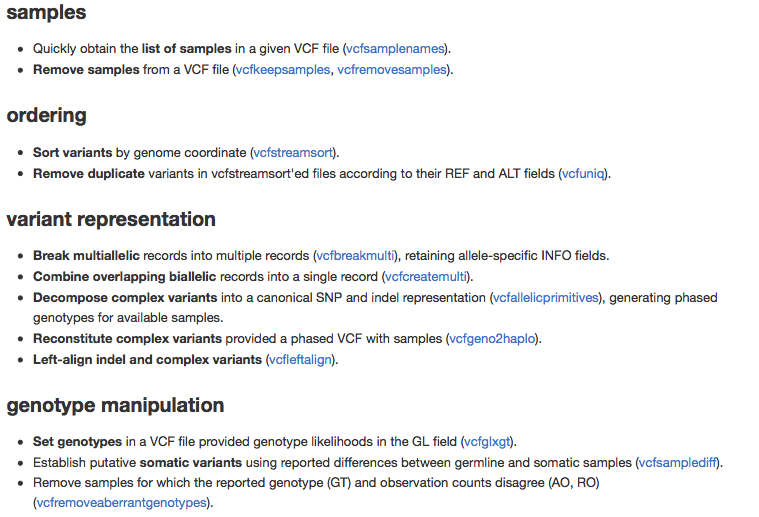 samples
• Quickly obtain the list of samples in a given VCF file (vcfsamplenames).
• Remove samples from a VCF file (vcfkeepsamples, vcfremovesamples).
ordering
• Sort variants by genome coordinate (vcfstreamsort).
• Remove duplicate variants in vcfstreamsort'ed files according to their REF and ALT fields (vcfuniq).
variant representation
• Break multiallelic records into multiple records (vcfbreakmulti), retaining allele-specific INFO fields.
• Combine overlapping biallelic records into a single record (vcfcreatemulti).
• Decompose complex variants into a canonical SNP and indel representation (vcfallelicprimitives), generating phased
genotypes for available samples.
• Reconstitute complex variants provided a phased VCF with samples (vcfgeno2haplo).
• Left-align indel and complex variants (vcfleftalign).
genotype manipulation
• Set genotypes in a VCF file provided genotype likelihoods in the GL field (vcfglxgt).
• Establish putative somatic variants using reported differences between germline and somatic samples (vcfsamplediff).
• Remove samples for which the reported genotype (GT) and observation counts disagree (AO, RO)
(vcfremoveaberrantgenotypes).